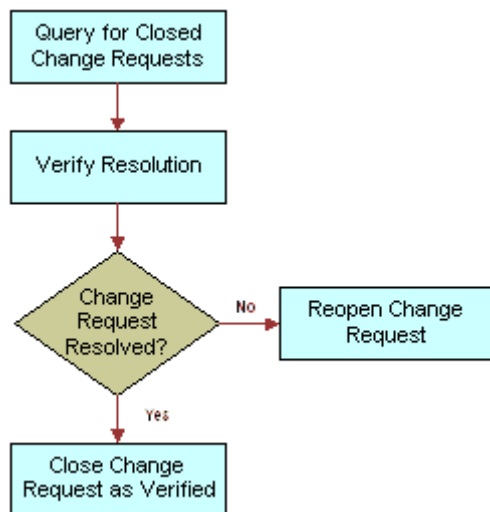 Query for Closed
Change Requests
Verify Resolution
Change
Request
Resolved?
No
Reopen Change
Request
Yes
Close Change
Request as Verified